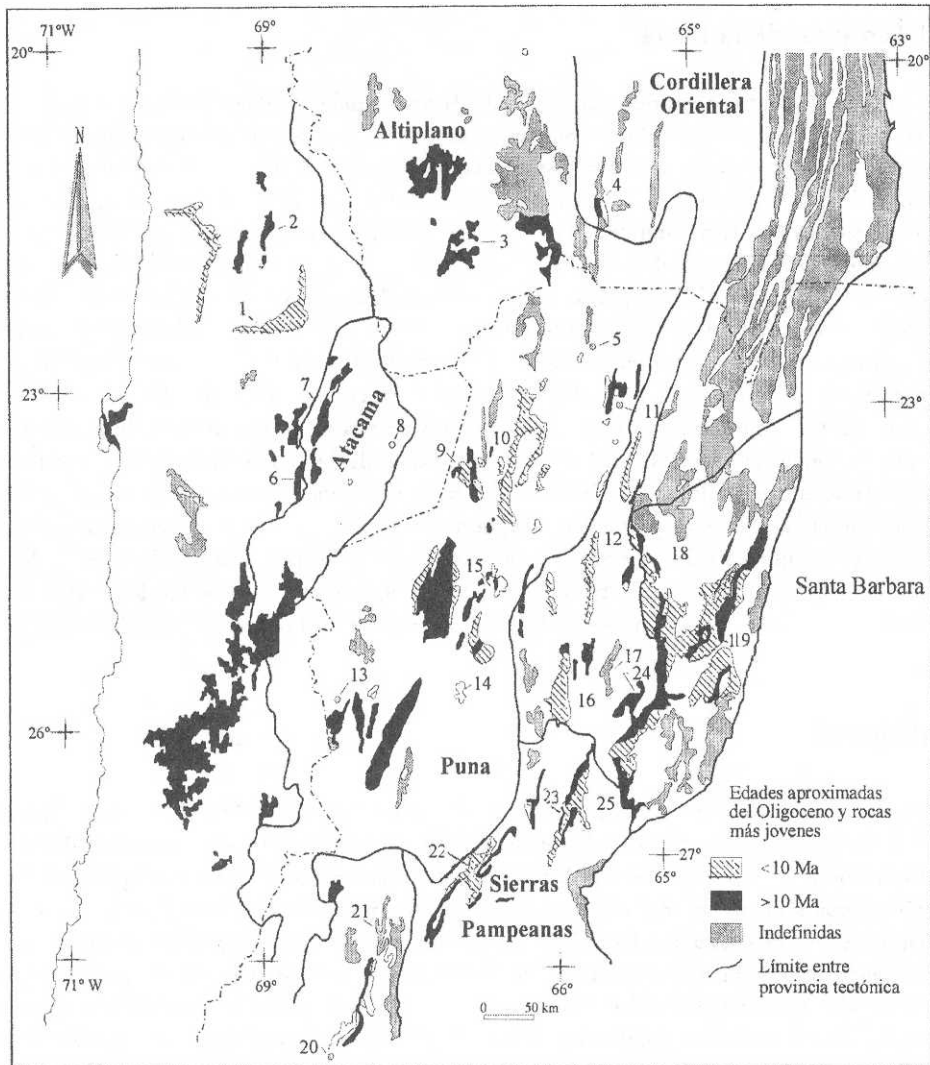 71°W
69°
65°
63°
20°
20°
Cordillera
Oriental
Altiplano
N
4
2
3
1
5
23°
23°
7
8
11
Atacama
10
9
6
12
18
15
Santa Barbara
119
17
24
13
14
16
26°
Puna
Edades aproximadas
del Oligoceno y rocas
más jovenes
23
25
22
27°
65°
<10 Ma
Sierras
>10 Ma
Pampeanas
21
Indefinidas
Límite entre
provincia tectónica
71° W
69°
66°
0 50 km
20